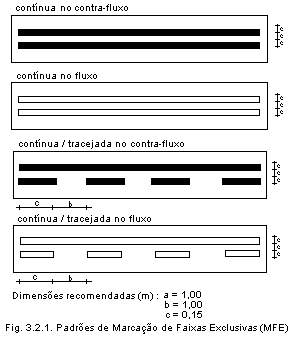 contínua no contra-fluxo
c
c
c
contínua no fluxo
c
c
c
contínua / tracejada no contra-fluxo
c
c
c
c
b
contínua / tracejada no fluxo
c
c
c
c
b
Dimensões recomendadas (m) : a = 1,00
b = 1,00
c = 0,15
Fig. 3.2.1. Padrões de Marcação de Faixas Exclusivas (MFE)